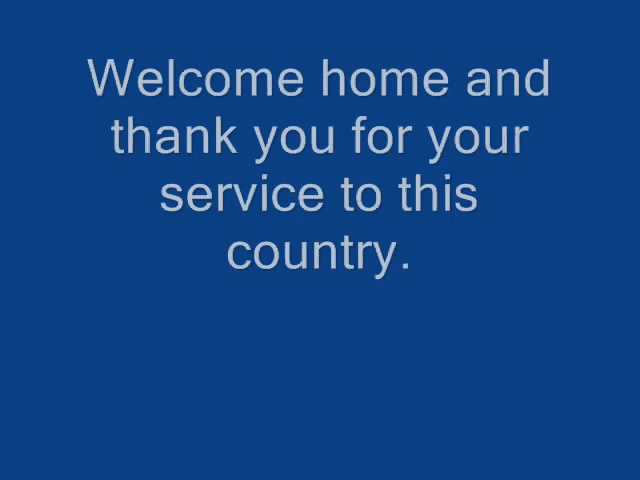 Welcome home and
thank you for your
service to this
country.